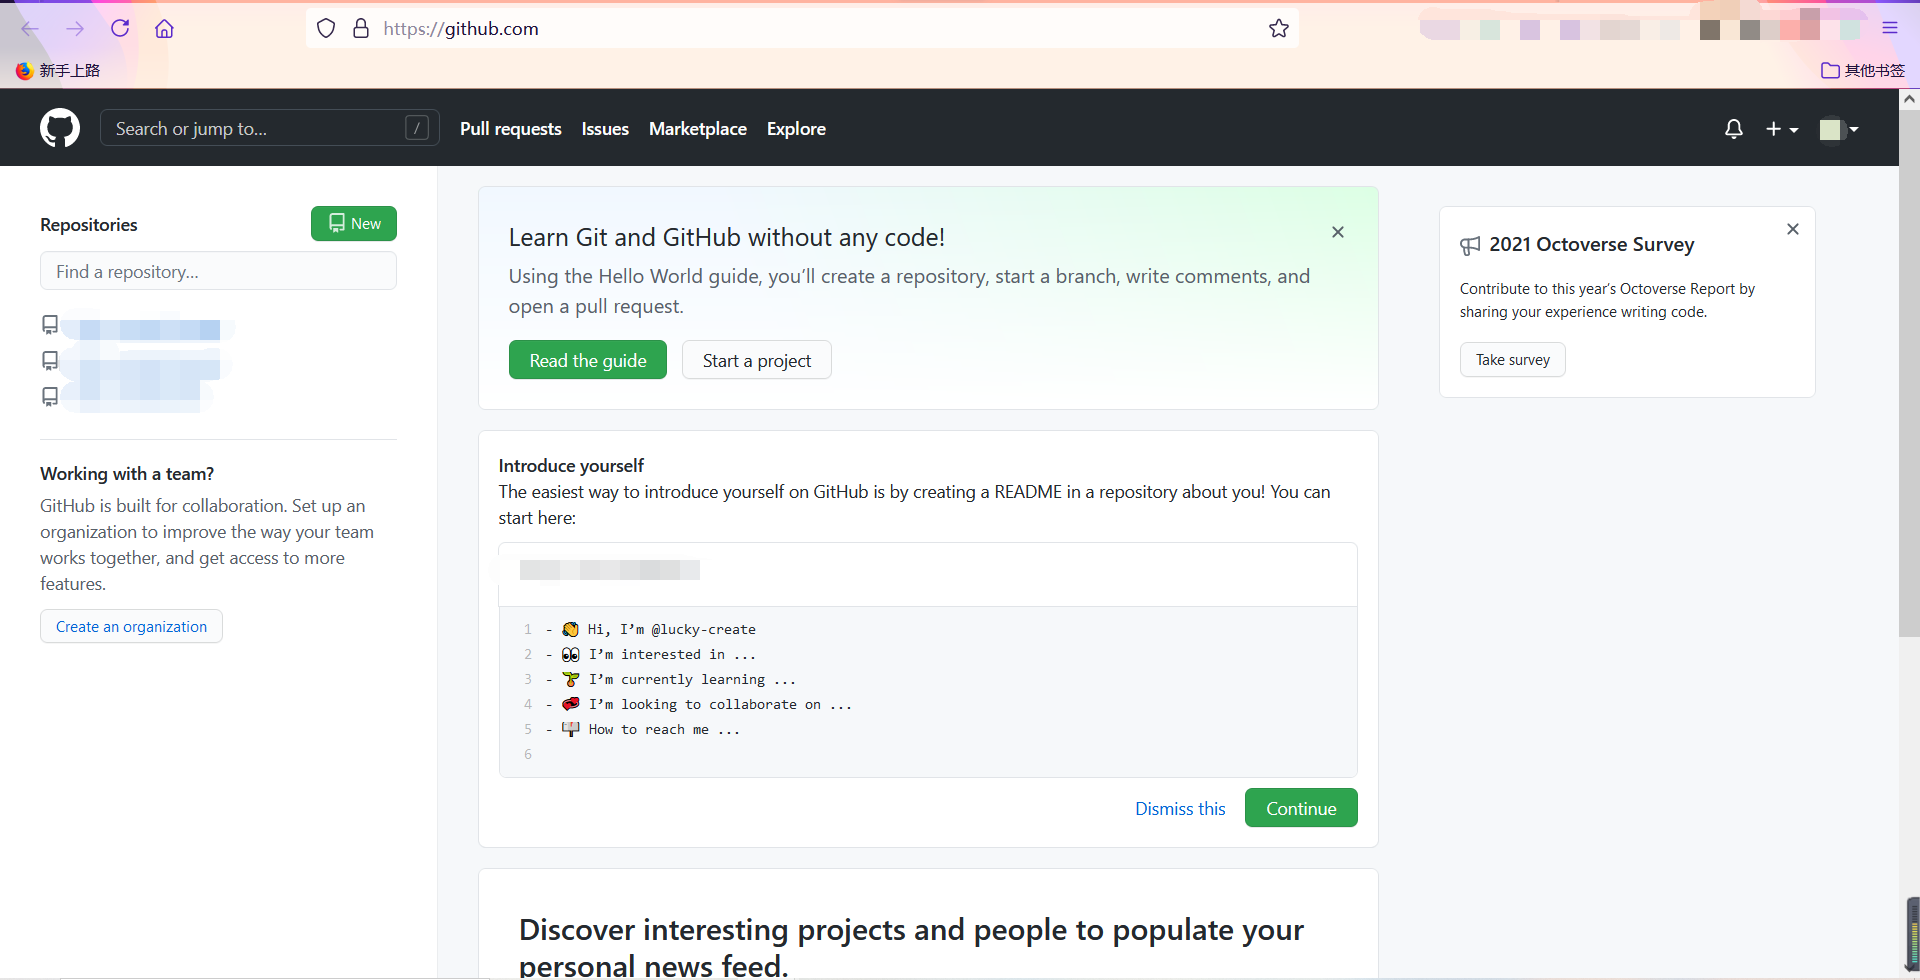 https://github.com
新手上路
其他书签
Search or jump to... /
Pull requests Issues Marketplace Explore
Repositories
New
Find a repository...
Working with a team?
GitHub is built for collaboration. Set up an
organization to improve the way your team
works together, and get access to more
features.
Create an organization
Learn Git and GitHub without any code!
Using the Hello World guide, you’ll create a repository, start a branch, write comments, and
open a pull request.
Read the guide
Start a project
Introduce yourself
The easiest way to introduce yourself on GitHub is by creating a README in a repository about you! You can
start here:
1 - 👋 Hi, I’m @lucky-create
2 - 👀 I’m interested in ...
3 - 🌱 I’m currently learning ...
4 - 💞️ I’m looking to collaborate on ...
5 - 📫 How to reach me ...
6
Dismiss this
Continue
Discover interesting projects and people to populate your
personal news feed.
2021 Octoverse Survey
Contribute to this year’s Octoverse Report by
sharing your experience writing code.
Take survey